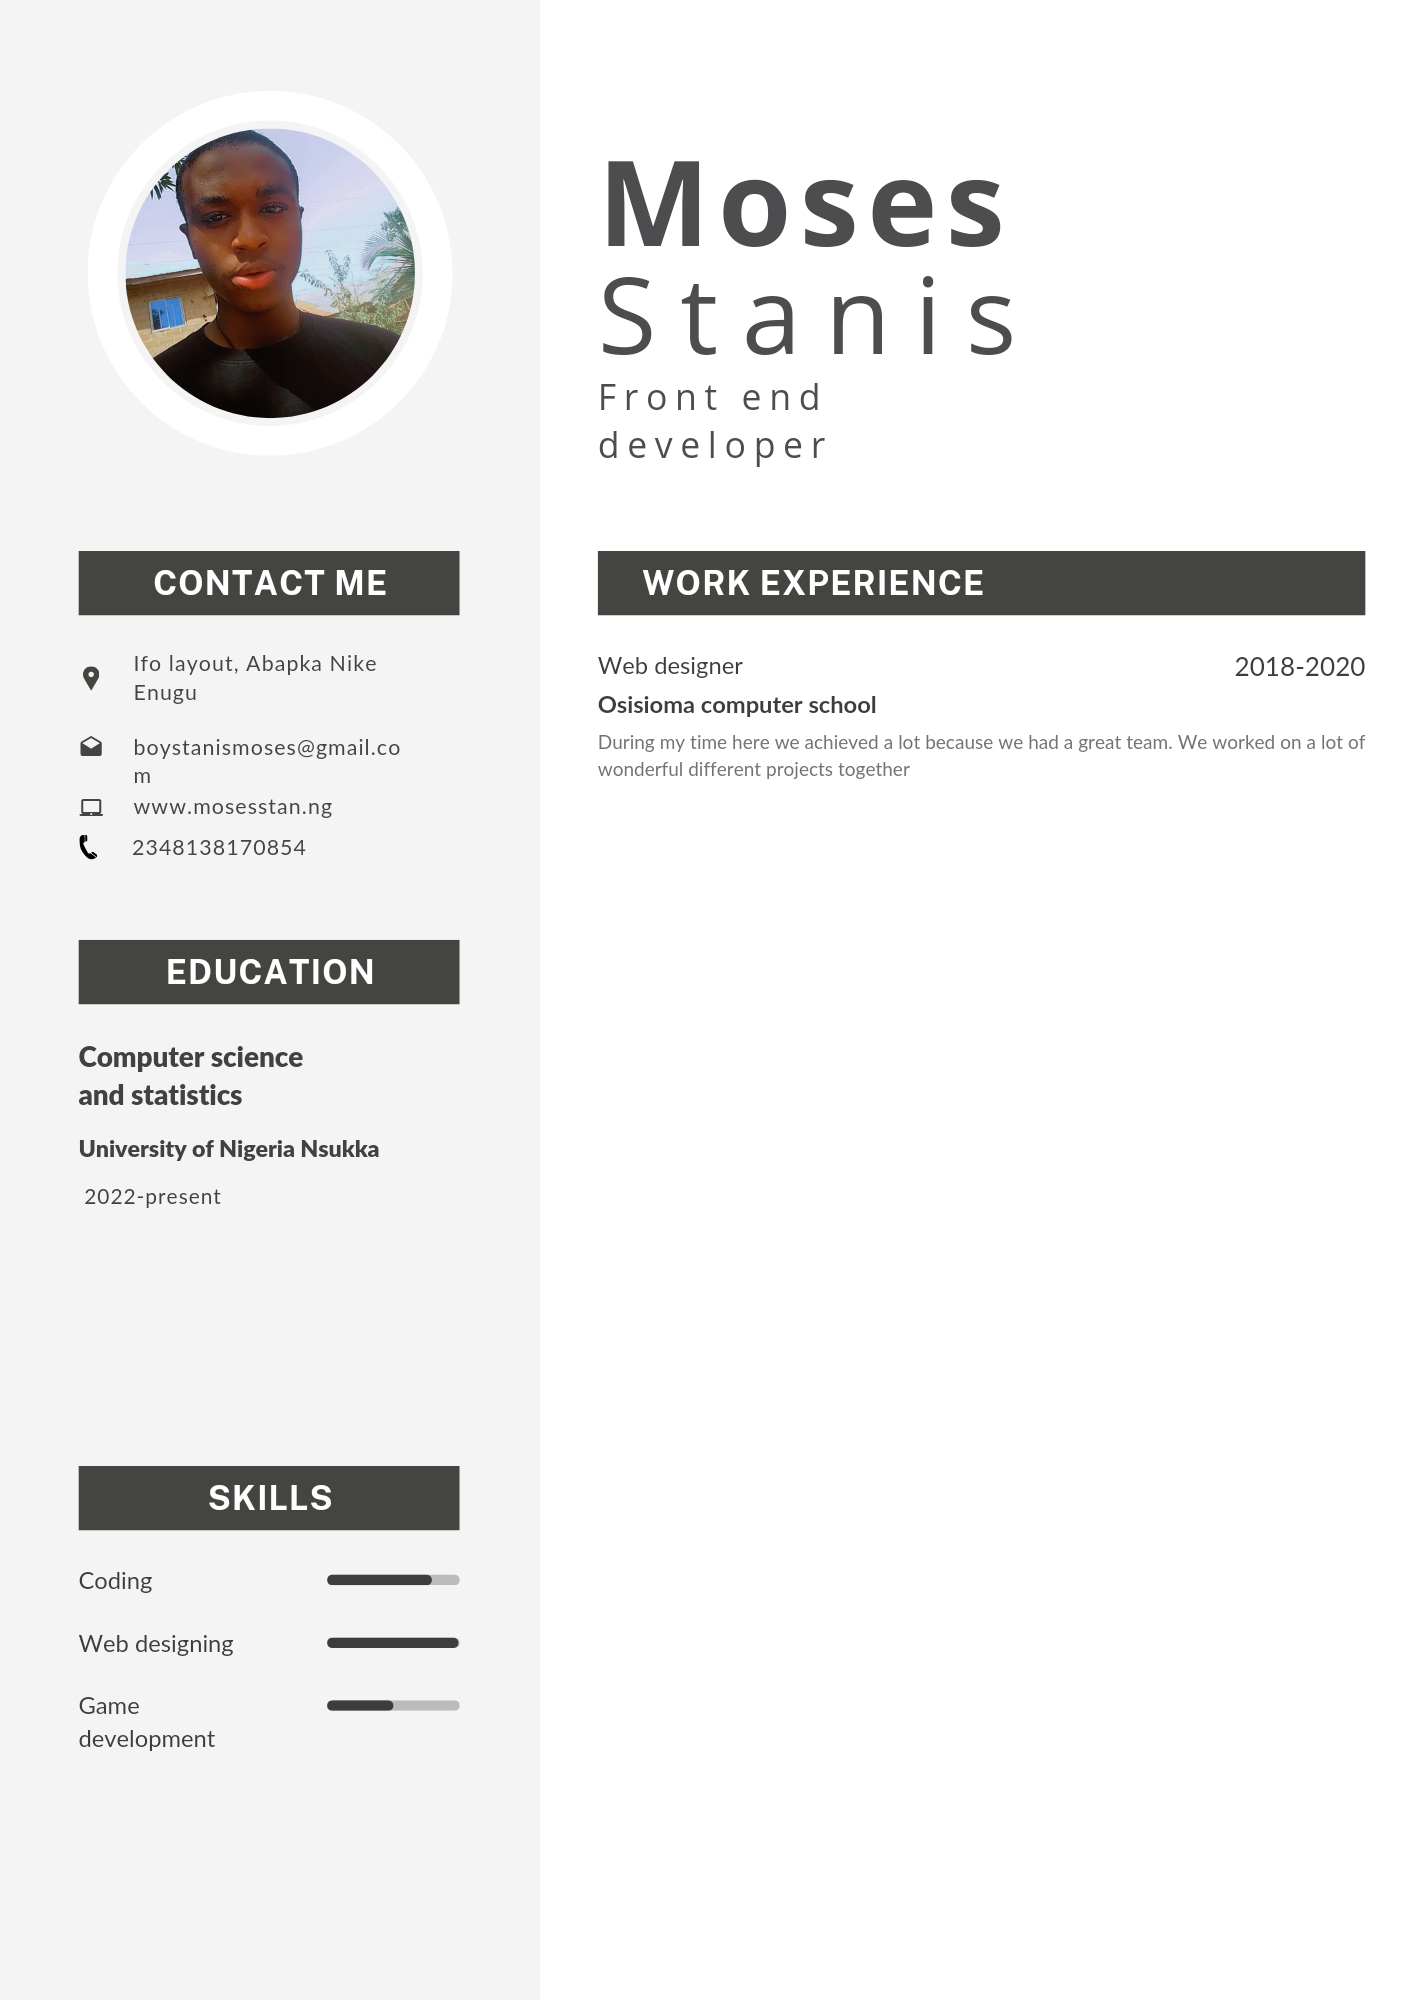 Moses
Stanis
Front end
developer
CONTACT ME
Ifo layout, Abapka Nike
Enugu
boystanismoses@gmail.co
m
www.mosesstan.ng
2348138170854
EDUCATION
Computer science
and statistics
University of Nigeria Nsukka
2022-present
SKILLS
Coding
Web designing
Game
development
WORK EXPERIENCE
Web designer 2018-2020
Osisioma computer school
During my time here we achieved a lot because we had a great team. We worked on a lot of
wonderful different projects together